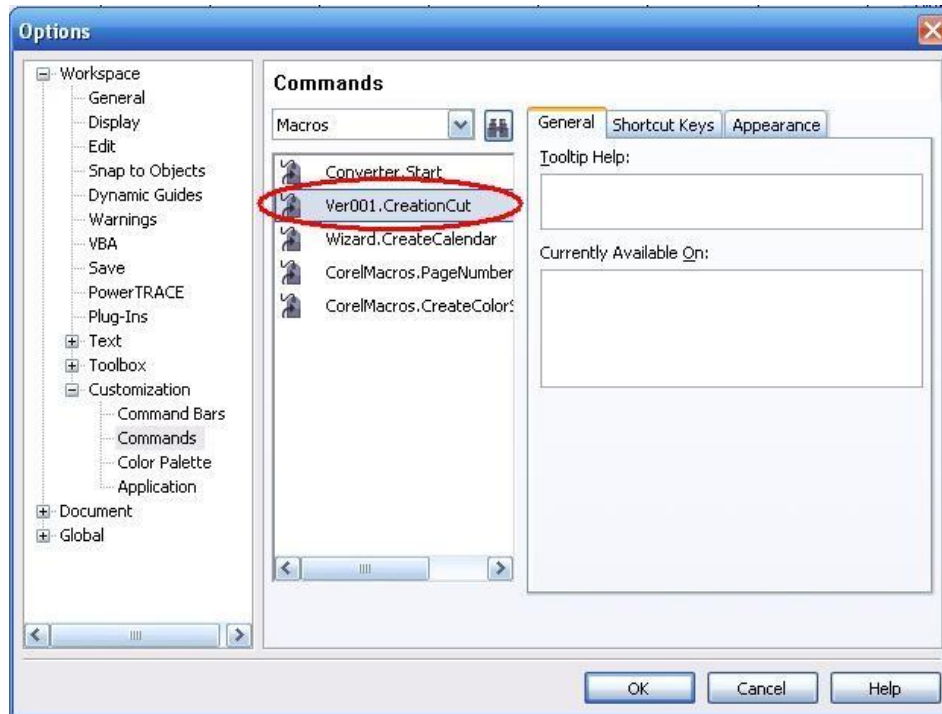 Options
Workspace
General
Display
Edit
Snap to Objects
Dynamic Guides
Warnings
VBA
Save
PowerTRACE
Plug-Ins
Text
Toolbox
Customization
Command Bars
Commands
Color Palette
Application
Document
Global
Commands
Macros
Converter.Start
Ver001.CreationCut
Wizard.CreateCalendar
CorelMacros.PageNumber
CorelMacros.CreateColor
General Shortcut Keys Appearance
Tooltip Help:
Currently Available On:
OK Cancel Help